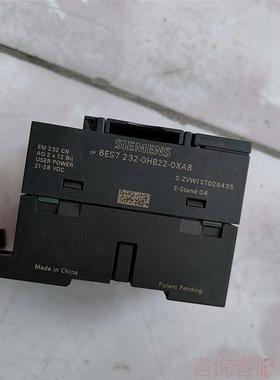 EM 232 CN
AQ 2 x 12 Bit
USER POWER
21-28 VDC
SIEMENS
1P 6ES7 232-0HB22-0XA8
S ZVW1ST029435
E-Stand:04
Made in China
Patent Pending
咨询客服